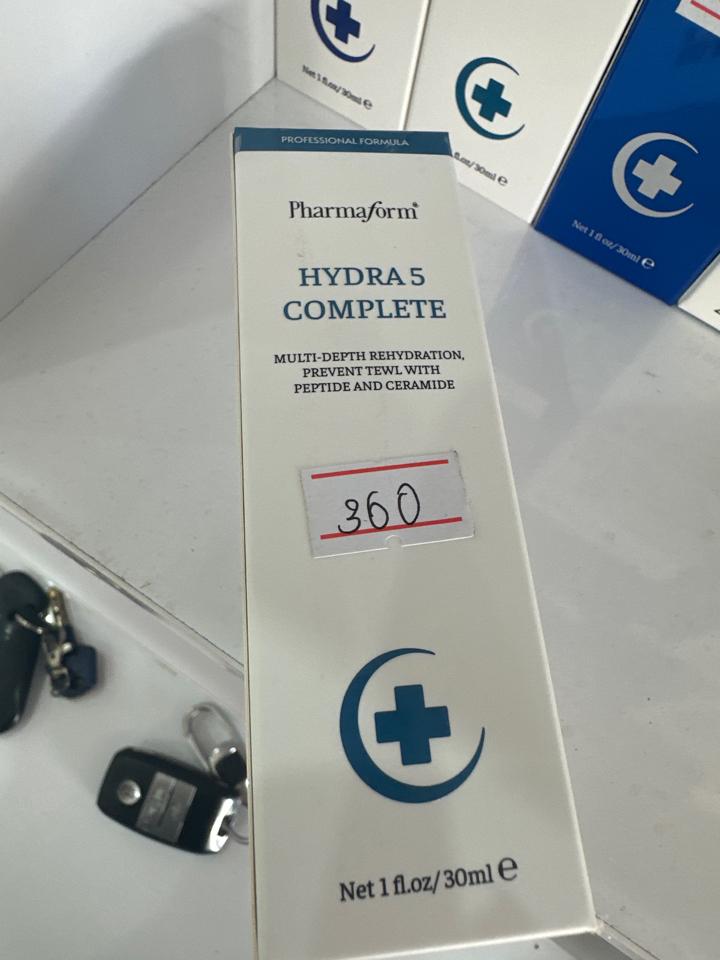 Net 1 fl.oz/30ml e
fl.oz/30ml e
Net 1 fl oz/30ml e
PROFESSIONAL FORMULA
Pharmaform®
HYDRA 5
COMPLETE
MULTI-DEPTH REHYDRATION,
PREVENT TEWL WITH
PEPTIDE AND CERAMIDE
360
Net 1 fl.oz/30ml e